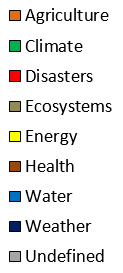 Agriculture
Climate
Disasters
Ecosystems
Energy
Health
Water
Weather
Undefined